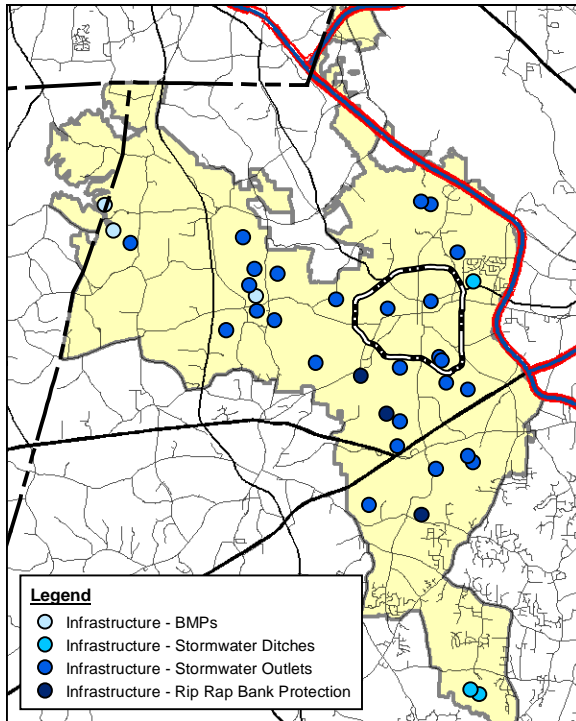 Legend
Infrastructure - BMPs
Infrastructure - Stormwater Ditches
Infrastructure - Stormwater Outlets
Infrastructure - Rip Rap Bank Protection